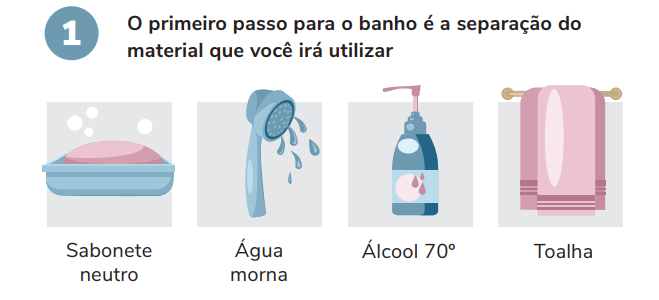 1
O primeiro passo para o banho é a separação do
material que você irá utilizar
Sabonete
neutro
Água
morna
Álcool 70º
Toalha